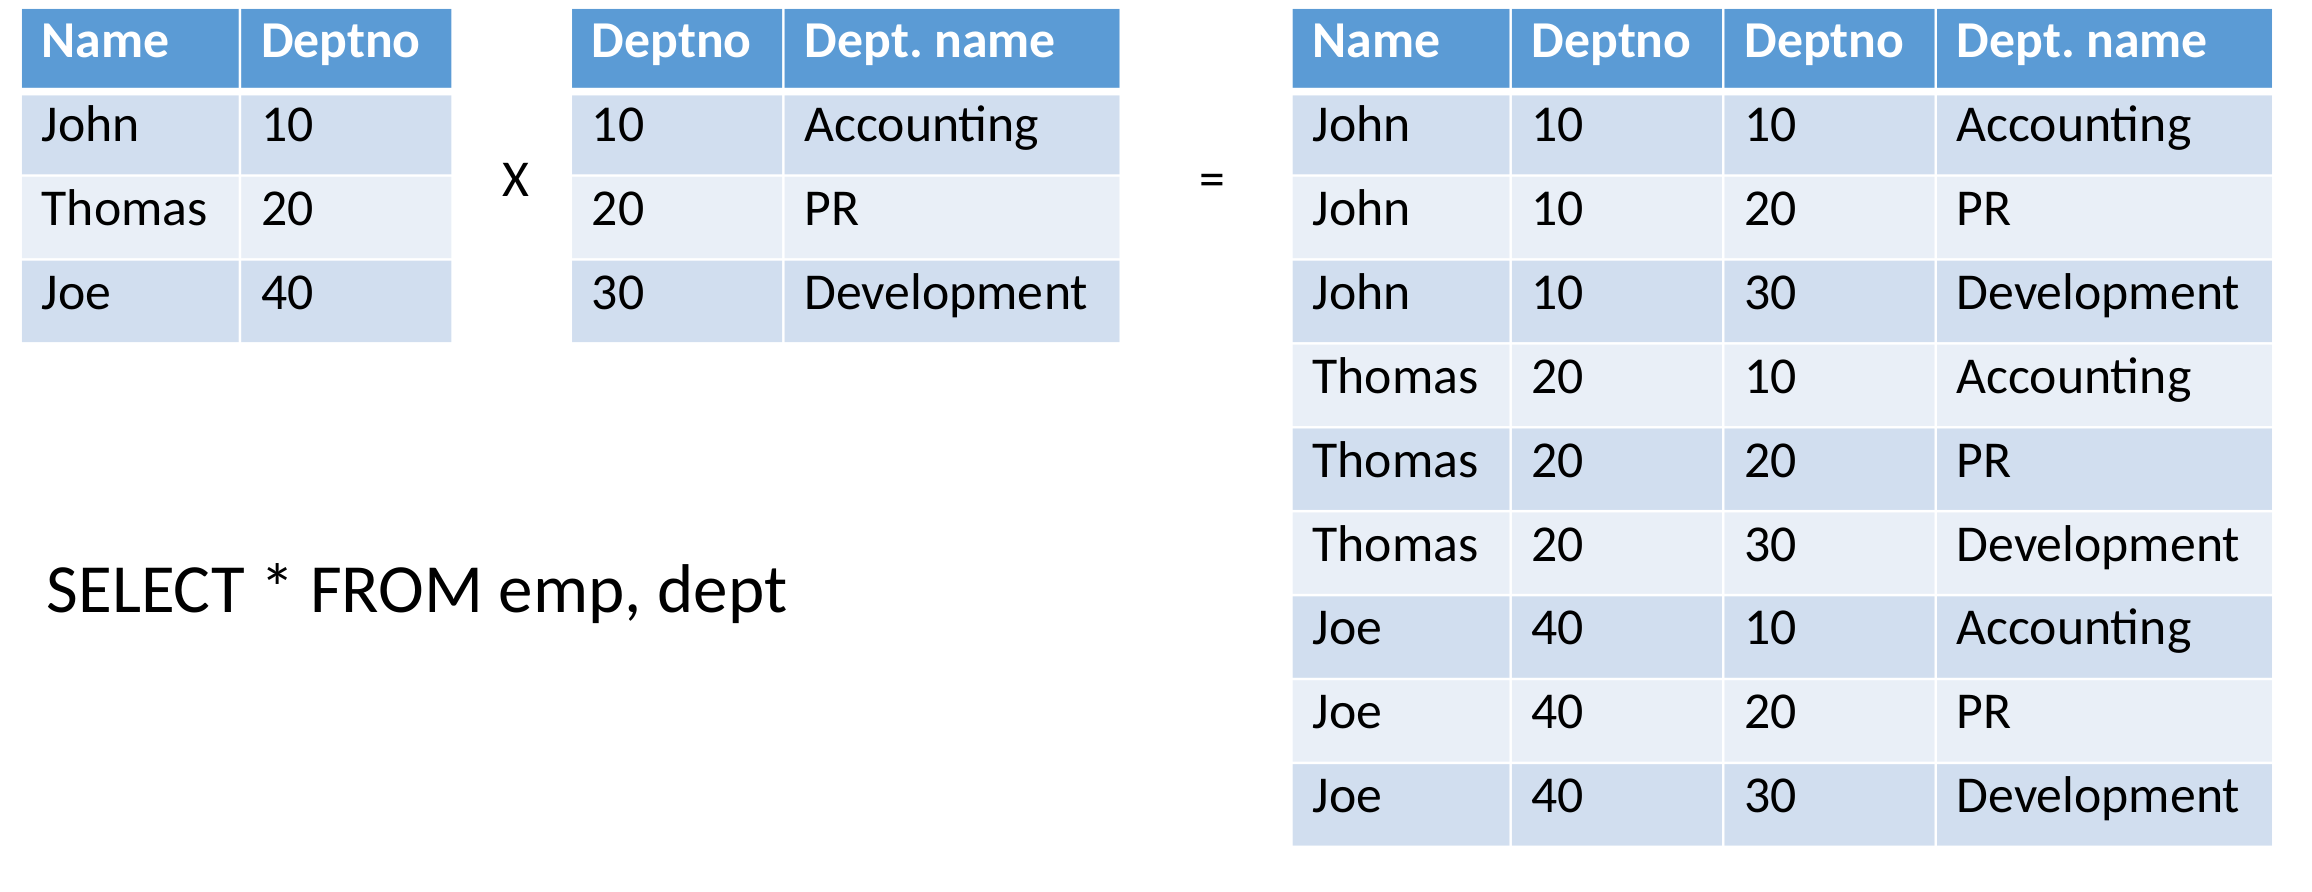 Name Deptno
John 10
Thomas 20
Joe 40
X
Deptno Dept. name
10 Accounting
20 PR
30 Development
=
Name Deptno Deptno Dept. name
John 10 10 Accounting
John 10 20 PR
John 10 30 Development
Thomas 20 10 Accounting
Thomas 20 20 PR
Thomas 20 30 Development
Joe 40 10 Accounting
Joe 40 20 PR
Joe 40 30 Development
SELECT * FROM emp, dept